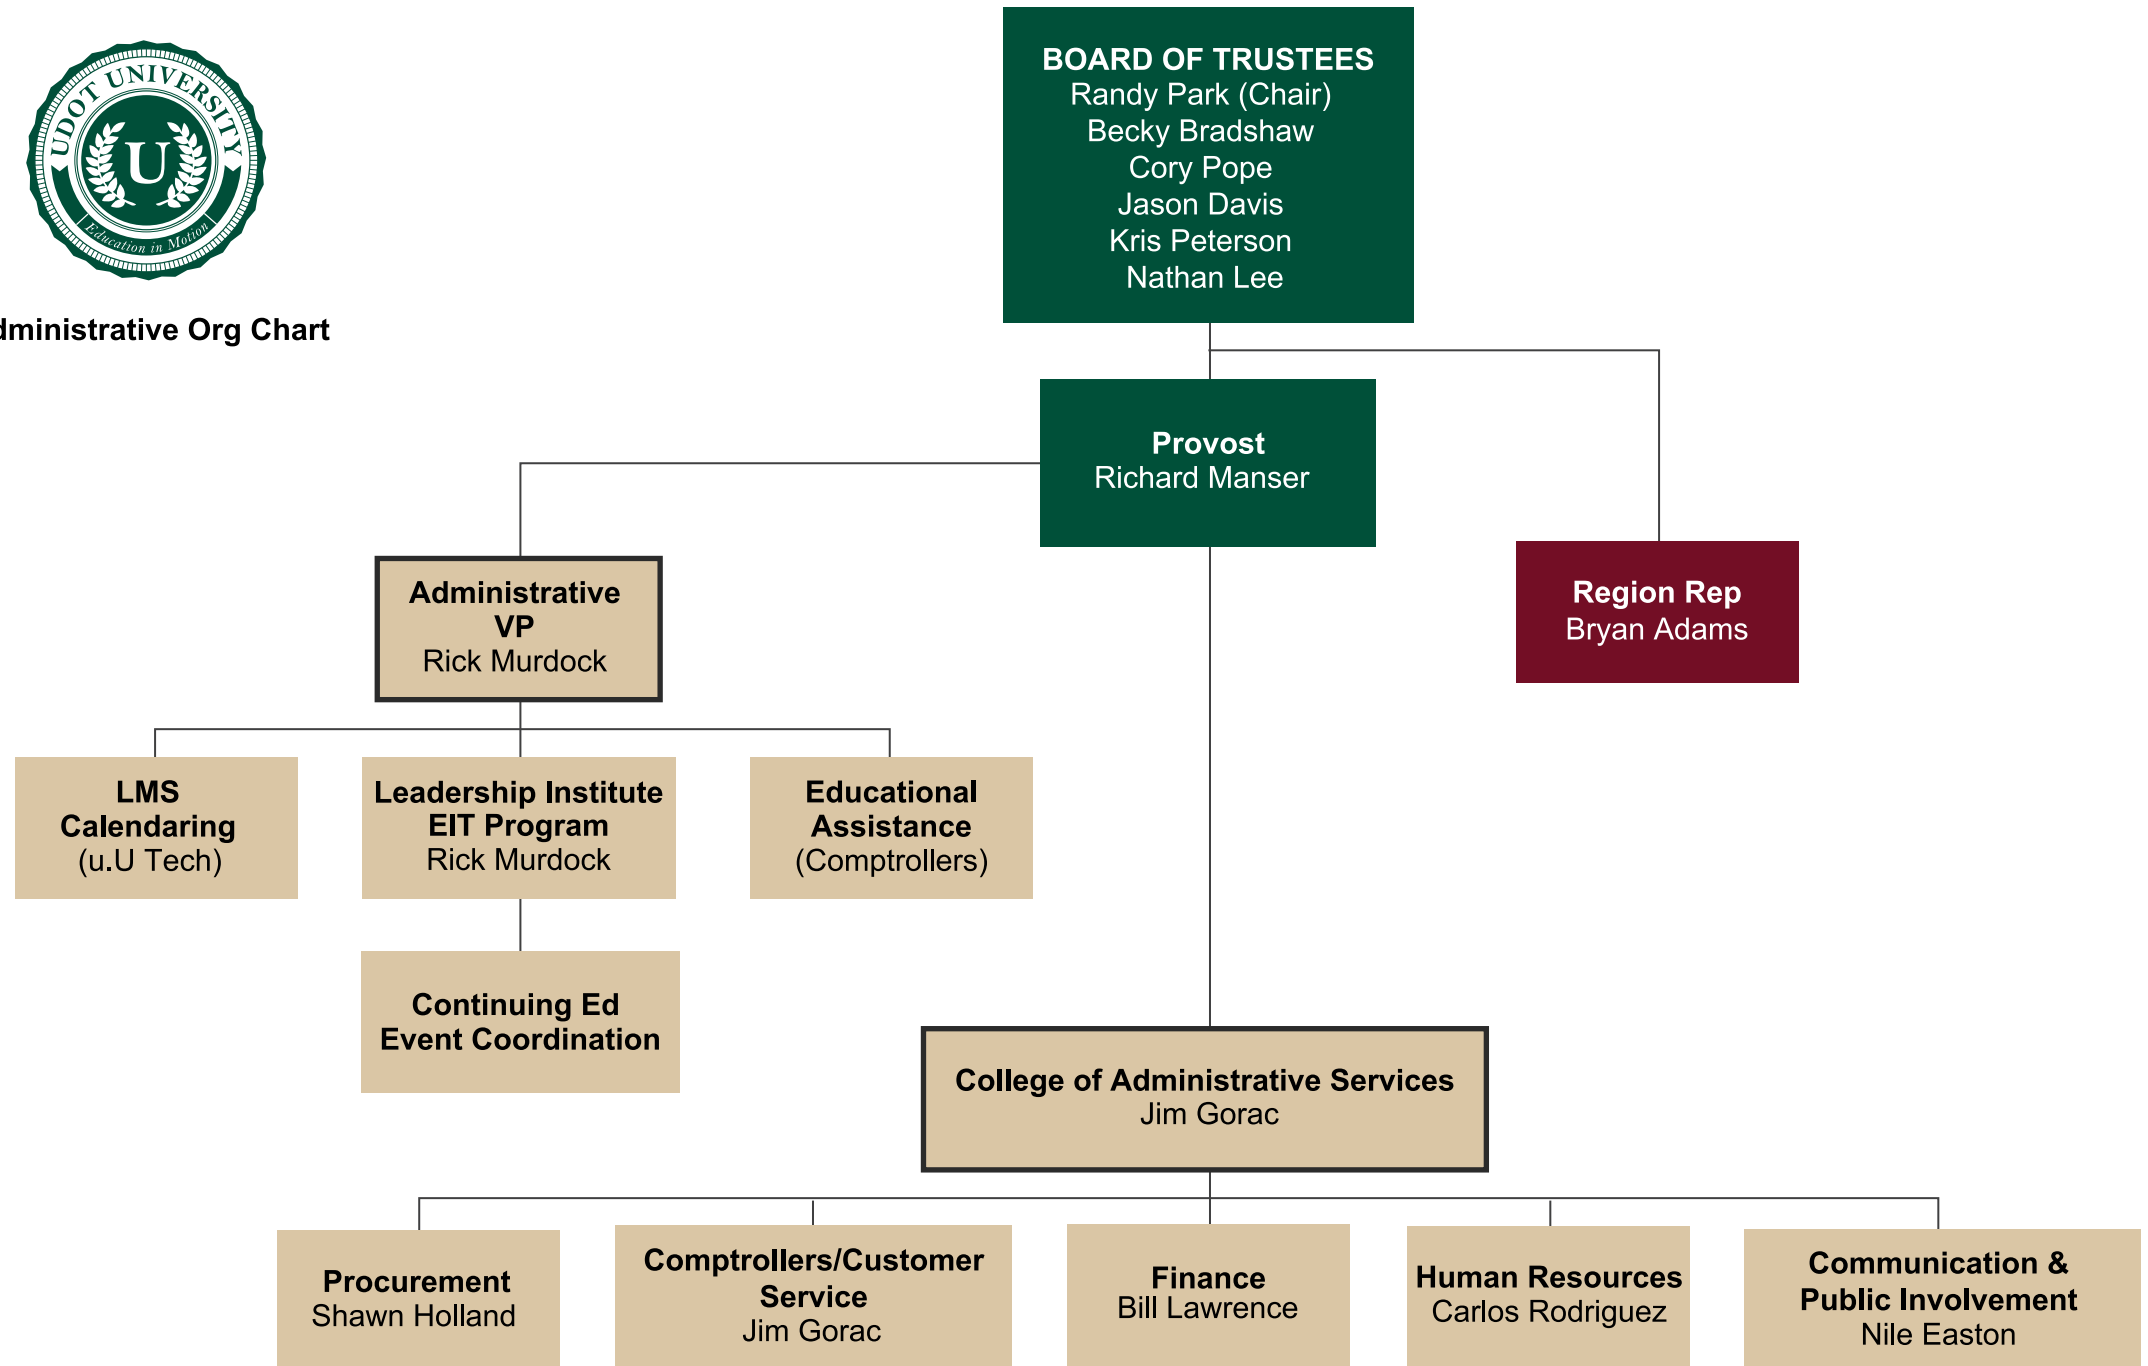 UDOT UNIVERSITY
U
Education in Motion
dministrative Org Chart
BOARD OF TRUSTEES
Randy Park (Chair)
Becky Bradshaw
Cory Pope
Jason Davis
Kris Peterson
Nathan Lee
Provost
Richard Manser
Administrative
VP
Rick Murdock
Region Rep
Bryan Adams
LMS
Calendaring
(u.U Tech)
Leadership Institute
EIT Program
Rick Murdock
Educational
Assistance
(Comptrollers)
Continuing Ed
Event Coordination
College of Administrative Services
Jim Gorac
Procurement
Shawn Holland
Comptrollers/Customer
Service
Jim Gorac
Finance
Bill Lawrence
Human Resources
Carlos Rodriguez
Communication &
Public Involvement
Nile Easton